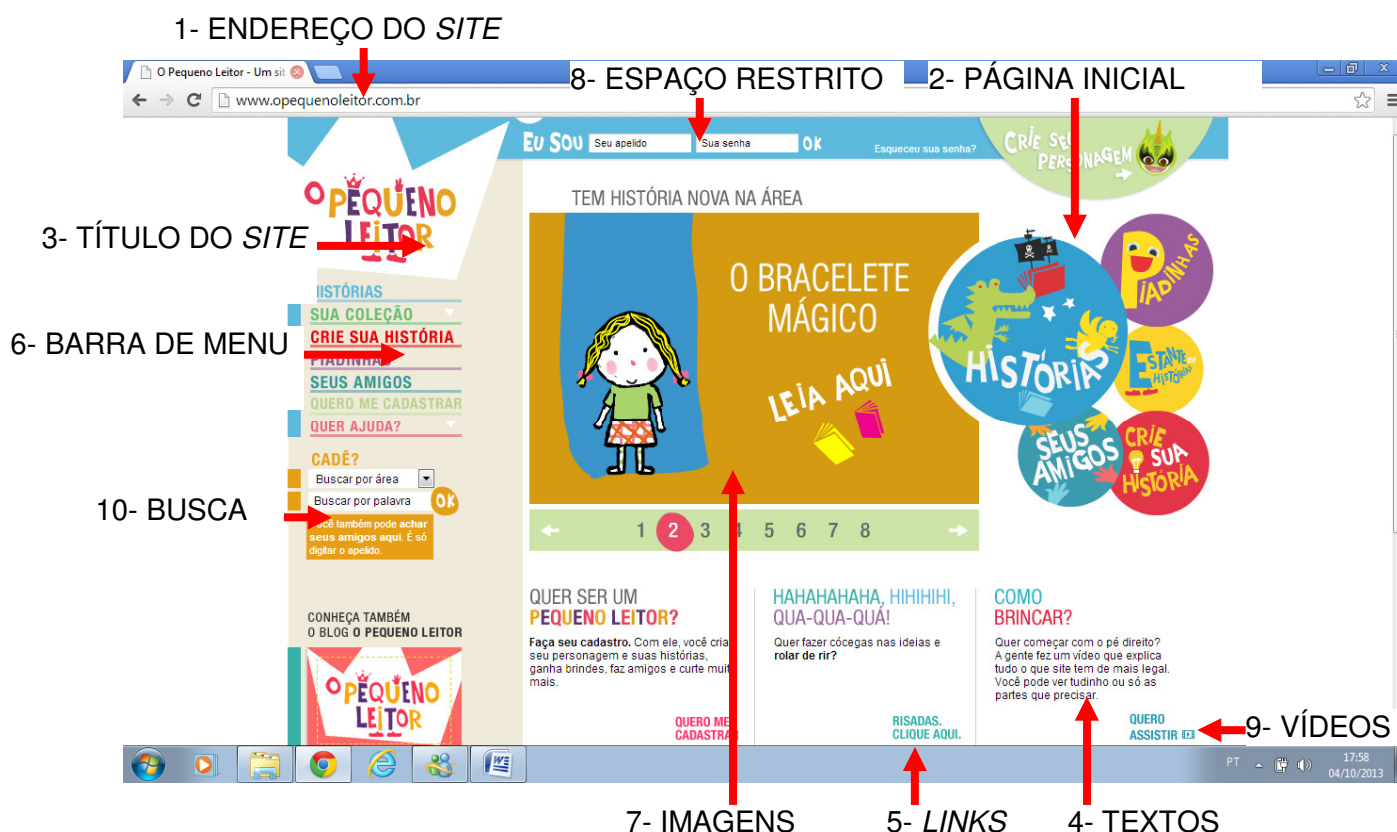 1- ENDEREÇO DO SITE
O Pequeno Leitor - Um sit
8- ESPAÇO RESTRITO
2- PÁGINA INICIAL
www.opequenoleitor.com.br
EU SOU
Seu apelido
Sua senha
OK
Esqueceu sua senha?
CRIE SEU
PERSONAGEM
O PEQUENO
LEITOR
3- TÍTULO DO SITE
TEM HISTÓRIA NOVA NA ÁREA
O BRACELETE
MÁGICO
LEIA AQUI
HISTÓRIAS
PIADINHAS
ESTANTE DE
HISTÓRIAS
SEUS
AMIGOS
CRIE
SUA
HISTÓRIA
HISTÓRIAS
SUA COLEÇÃO
CRIE SUA HISTÓRIA
6- BARRA DE MENU
PIADINHAS
SEUS AMIGOS
QUERO ME CADASTRAR
QUER AJUDA?
CADÊ?
Buscar por área
Buscar por palavra
OK
10- BUSCA
Você também pode achar
seus amigos aqui. É só
digitar o apelido.
1 2 3 4 5 6 7 8
CONHEÇA TAMBÉM
O BLOG O PEQUENO LEITOR
O PEQUENO
LEITOR
QUER SER UM
PEQUENO LEITOR?
Faça seu cadastro. Com ele, você cria
seu personagem e suas histórias,
ganha brindes, faz amigos e curte muito
mais.
QUERO ME
CADASTRAR
HAHAHAHAHA, HIHIHIHI,
QUA-QUA-QUÁ!
Quer fazer cócegas nas ideias e
rolar de rir?
RISADAS.
CLIQUE AQUI.
COMO
BRINCAR?
Quer começar com o pé direito?
A gente fez um vídeo que explica
tudo o que site tem de mais legal.
Você pode ver tudinho ou só as
partes que precisar.
QUERO
ASSISTIR
9- VÍDEOS
PT
17:58
04/10/2013
7- IMAGENS
5- LINKS
4- TEXTOS